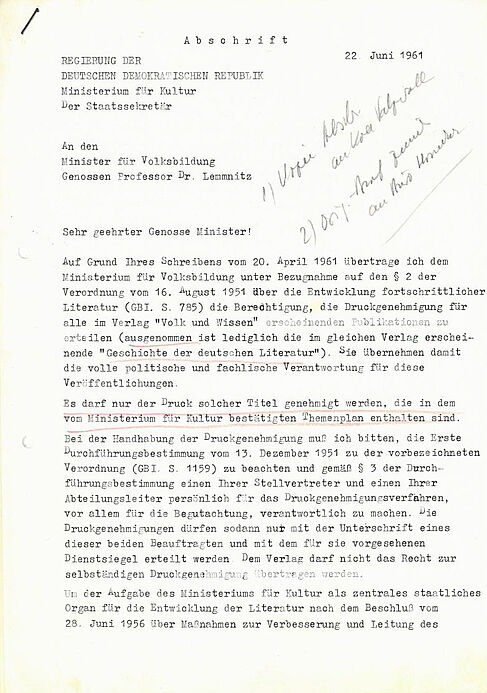 Abschrift
22. Juni 1961
REGIERUNG DER
DEUTSCHEN DEMOKRATISCHEN REPUBLIK
Ministerium für Kultur
Der Staatssekretär
An den
Minister für Volksbildung
Genossen Professor Dr. Lemmnitz
1)
an
2)
an
Sehr geehrter Genosse Minister!
Auf Grund Ihres Schreibens vom 20. April 1961 übertrage ich dem
Ministerium für Volksbildung unter Bezugnahme auf den § 2 der
Verordnung vom 16. August 1951 über die Entwicklung fortschrittlicher
Literatur (GBl. S. 785) die Berechtigung, die Druckgenehmigung für
alle im Verlag "Volk und Wissen" erscheinenden Publikationen zu
erteilen (ausgenommen ist lediglich die im gleichen Verlag erschei-
nende "Geschichte der deutschen Literatur"). Sie übernehmen damit
die volle politische und fachliche Verantwortung für diese
Veröffentlichungen.
Es darf nur der Druck solcher Titel genehmigt werden, die in dem
vom Ministerium für Kultur bestätigten Themenplan enthalten sind.
Bei der Handhabung der Druckgenehmigung muß ich bitten, die Erste
Durchführungsbestimmung vom 13. Dezember 1951 zu der vorbezeichneten
Verordnung (GBl. S. 1159) zu beachten und gemäß § 3 der Durch-
führungsbestimmung einen Ihrer Stellvertreter und einen Ihrer
Abteilungsleiter persönlich für das Druckgenehmigungsverfahren,
vor allem für die Begutachtung, verantwortlich zu machen. Die
Druckgenehmigungen dürfen sodann nur mit der Unterschrift eines
dieser beiden Beauftragten und mit dem für sie vorgesehenen
Dienstsiegel erteilt werden. Dem Verlag darf nicht das Recht zur
selbständigen Druckgenehmigung übertragen werden.
Um der Aufgabe des Ministeriums für Kultur als zentrales staatliches
Organ für die Entwicklung der Literatur nach dem Beschluß vom
28. Juni 1956 über Maßnahmen zur Verbesserung und Leitung des